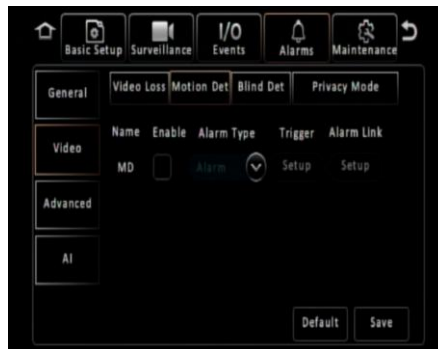 Basic Setup Surveillance I/O Events Alarms Maintenance
General Video Loss Motion Det Blind Det Privacy Mode
Name Enable Alarm Type Trigger Alarm Link
Video
MD Alarm Setup Setup
Advanced
AI
Default Save